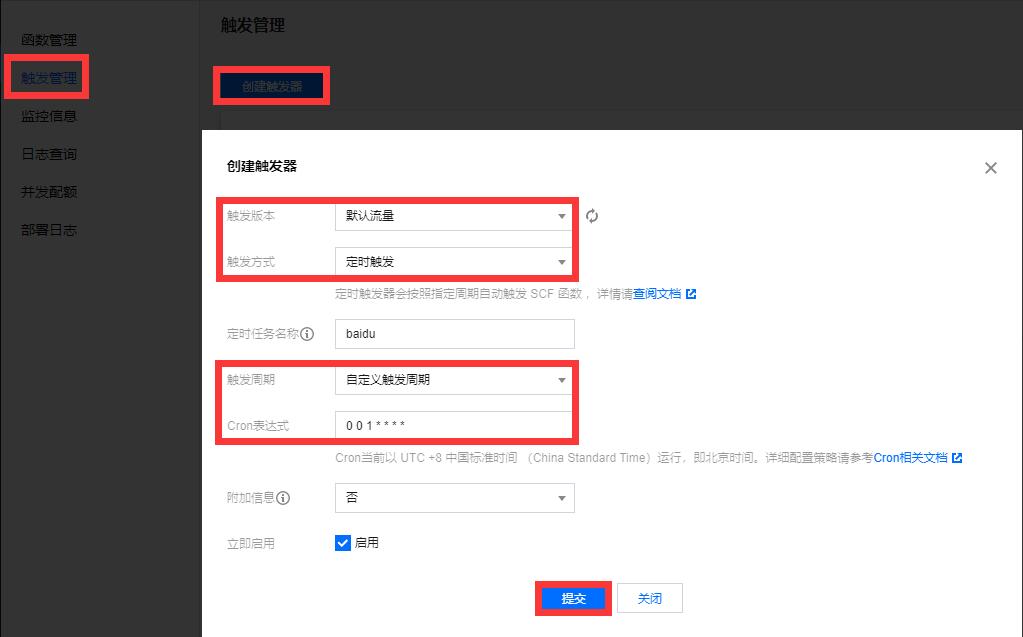 函数管理
触发管理
监控信息
日志查询
并发配额
部署日志
触发管理
创建触发器
创建触发器
触发版本 默认流量
触发方式 定时触发
定时触发器会按照指定周期自动触发 SCF 函数，详情请查阅文档
定时任务名称 baidu
触发周期 自定义触发周期
Cron表达式 0 0 1 * * * *
Cron当前以 UTC +8 中国标准时间 （China Standard Time）运行，即北京时间。详细配置策略请参考Cron相关文档
附加信息 否
立即启用 启用
提交 关闭